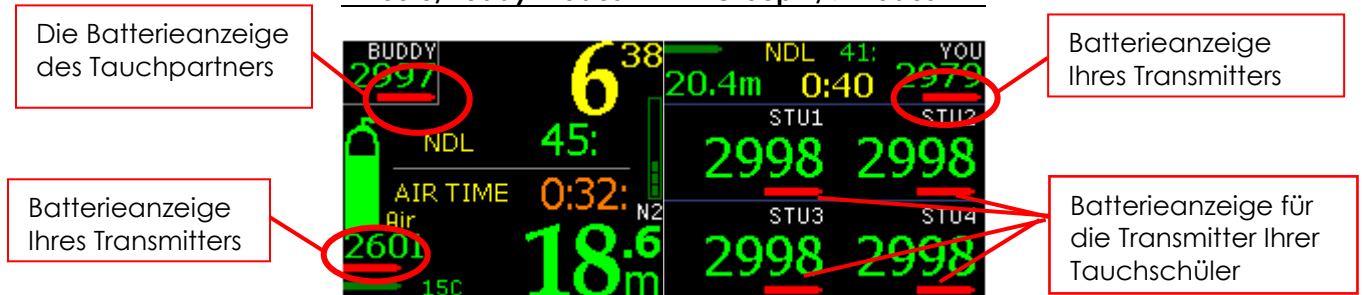 Die Batterieanzeige
des Tauchpartners
BUDDY
2997
6 38
NDL 45:
AIR TIME 0:32:
Air
2601
N2
18.6
m
15C
NDL 41: YOU
20.4m 0:40 2979
STU1 STU2
2998 2998
STU3 STU4
2998 2998
Batterieanzeige
Ihres Transmitters
Batterieanzeige
Ihres Transmitters
Batterieanzeige für
die Transmitter Ihrer
Tauchschüler